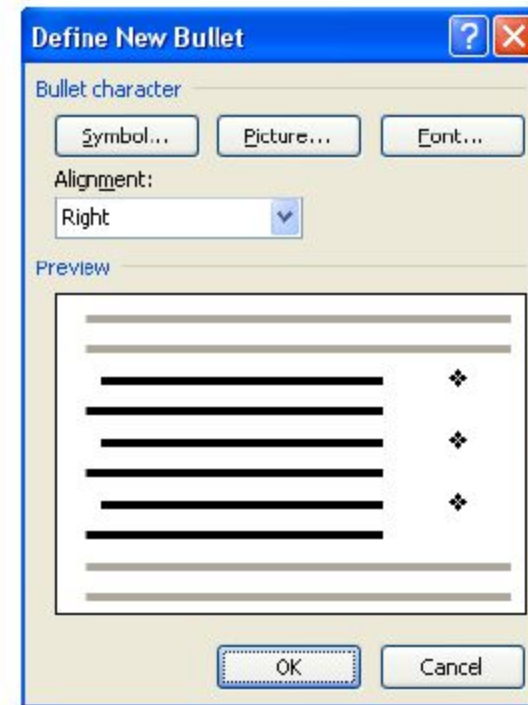 Define New Bullet
Bullet character
Symbol... Picture... Font...
Alignment:
Right
Preview
OK Cancel